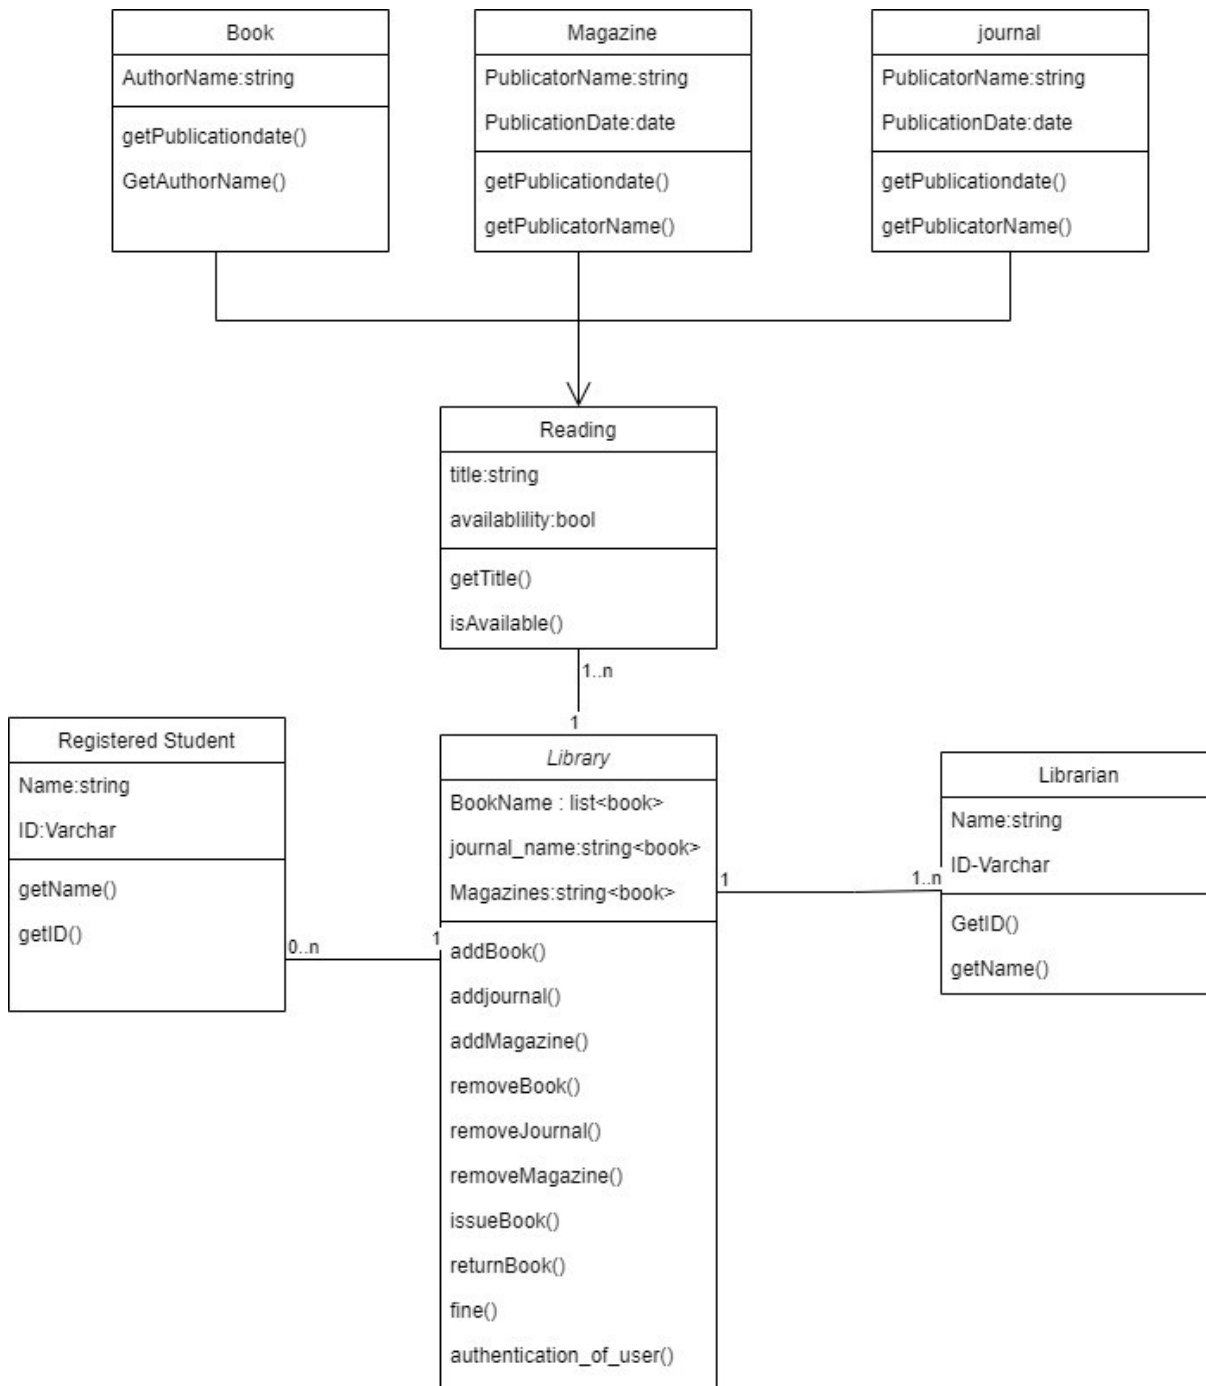 Book
AuthorName:string
getPublicationdate()
GetAuthorName()
Magazine
PublicatorName:string
PublicationDate:date
getPublicationdate()
getPublicatorName()
journal
PublicatorName:string
PublicationDate:date
getPublicationdate()
getPublicatorName()
Reading
title:string
availablility:bool
getTitle()
isAvailable()
1..n
1
Registered Student
Name:string
ID:Varchar
getName()
getID()
0..n
1
Library
BookName : list<book>
journal_name:string<book>
Magazines:string<book>
addBook()
addjournal()
addMagazine()
removeBook()
removeJournal()
removeMagazine()
issueBook()
returnBook()
fine()
authentication_of_user()
1
1..n
Librarian
Name:string
ID-Varchar
GetID()
getName()